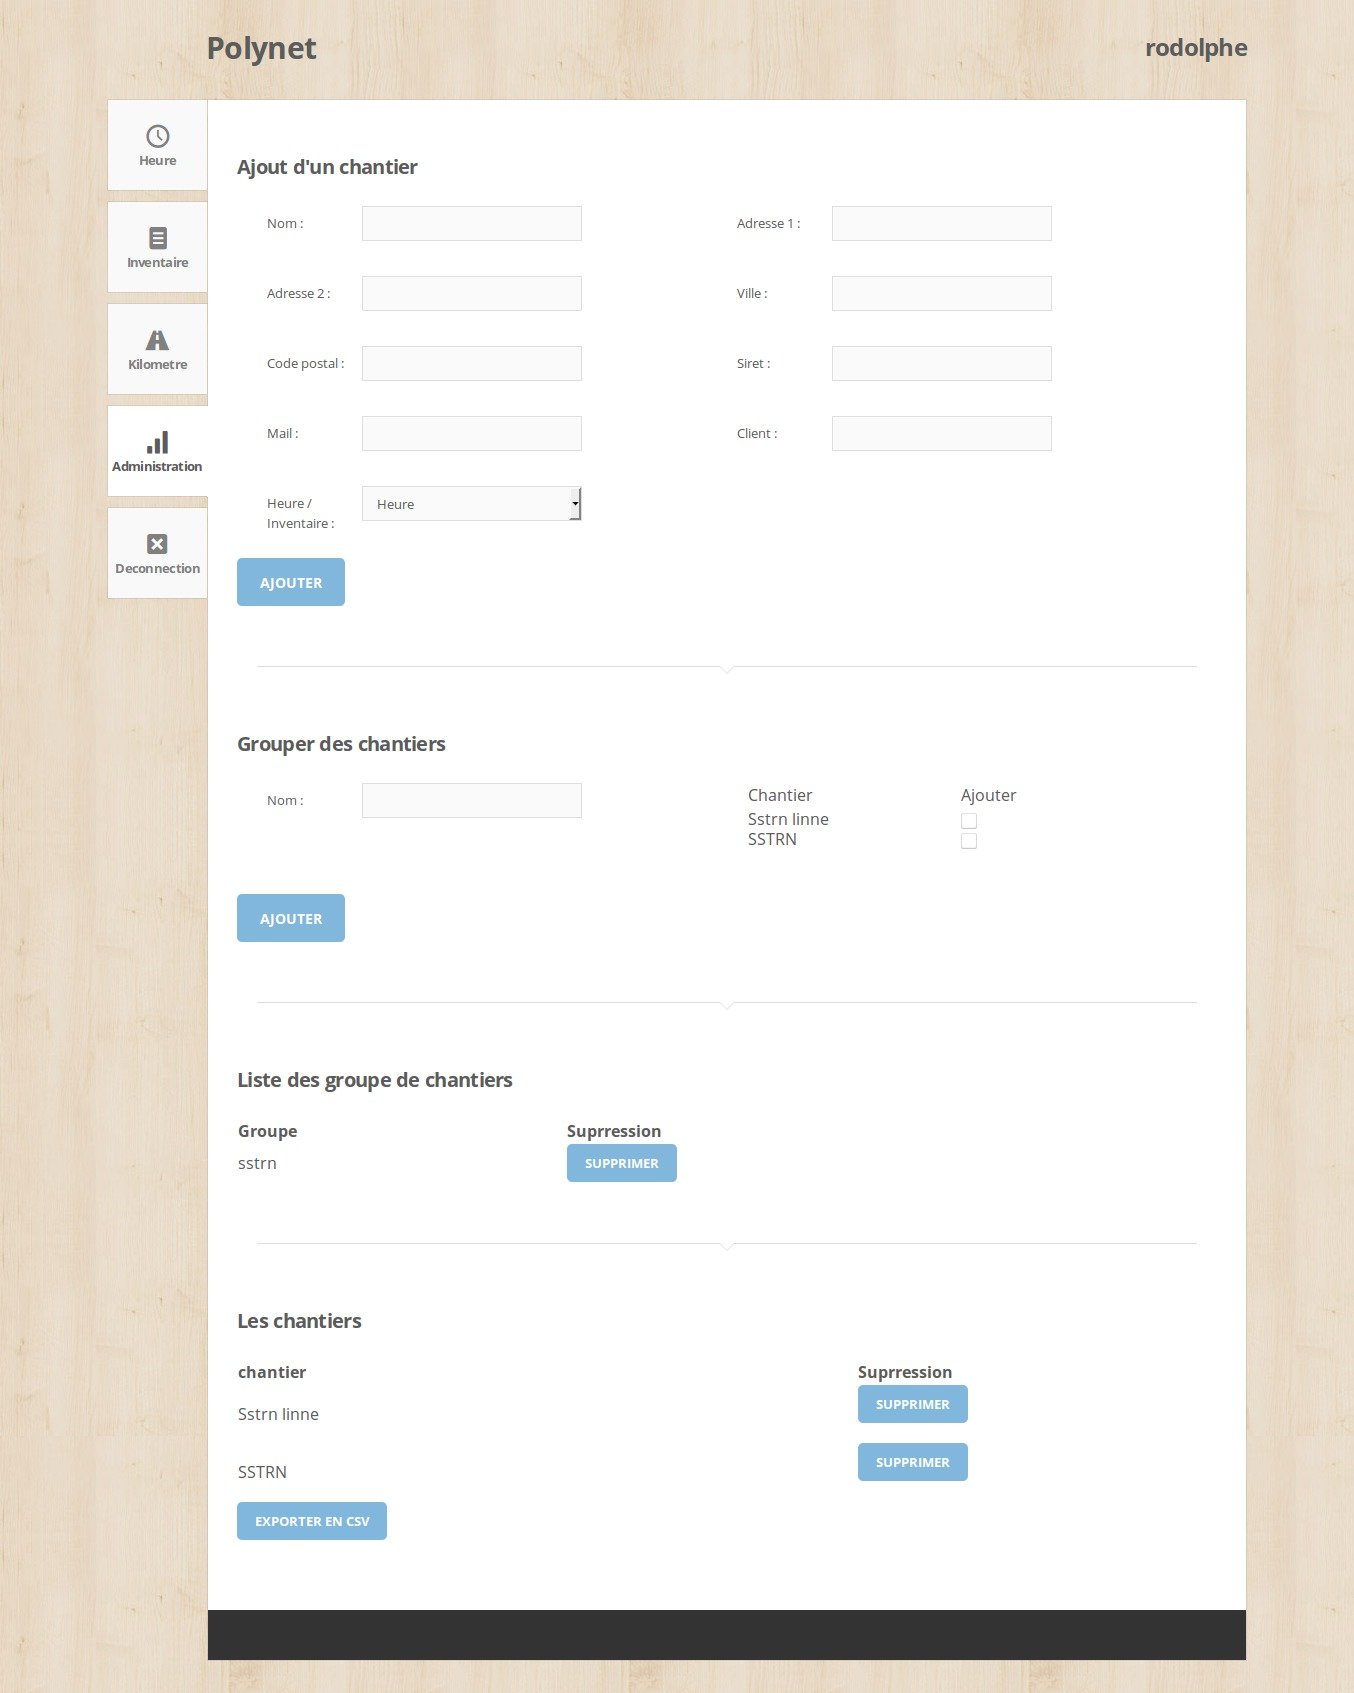 Polynet
rodolphe
Heure
Inventaire
Kilometre
Administration
Deconnection
Ajout d'un chantier
Nom :
Adresse 1 :
Adresse 2 :
Ville :
Code postal :
Siret :
Mail :
Client :
Heure /
Inventaire :
Heure
AJOUTER
Grouper des chantiers
Nom :
Chantier Ajouter
Sstrn linne
SSTRN
AJOUTER
Liste des groupe de chantiers
Groupe Suprression
sstrn SUPPRIMER
Les chantiers
chantier Suprression
Sstrn linne SUPPRIMER
SSTRN SUPPRIMER
EXPORTER EN CSV